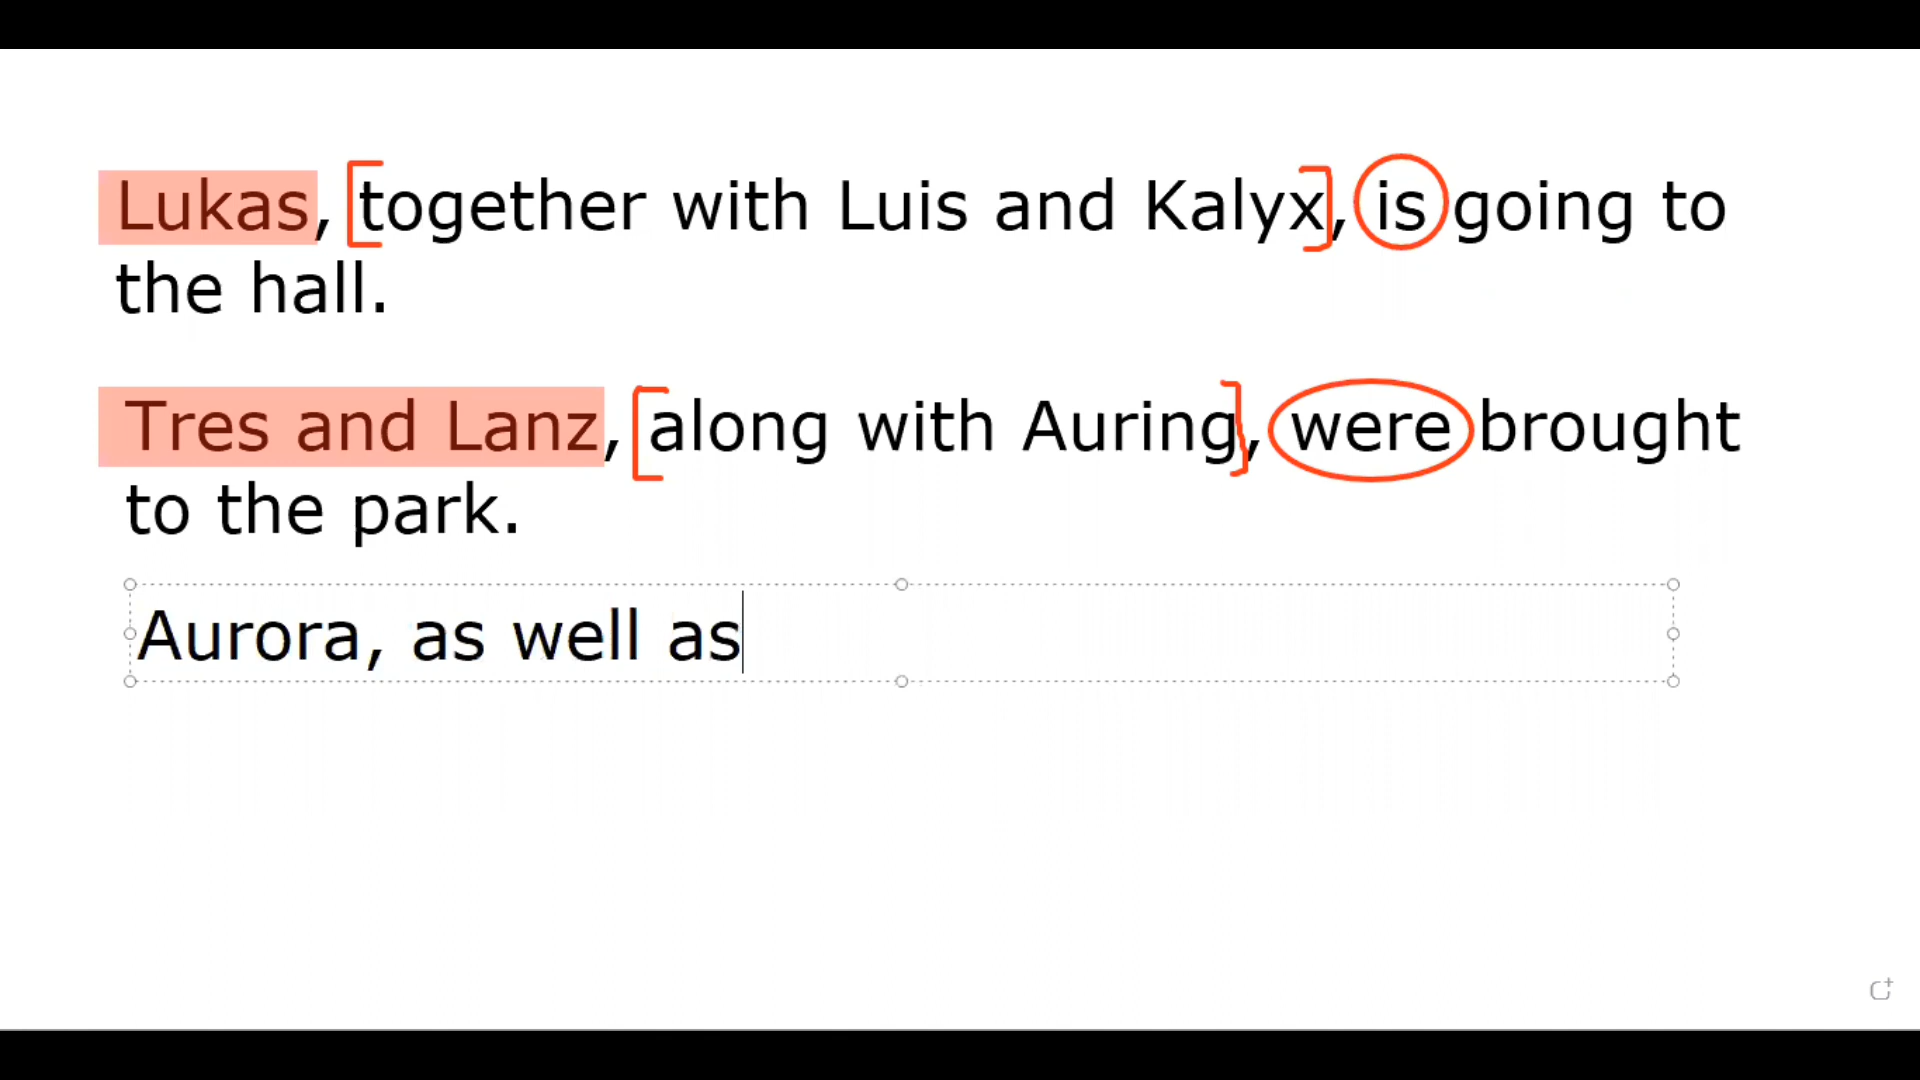 Lukas, together with Luis and Kalyx, is going to
the hall.
Tres and Lanz, along with Auring, were brought
to the park.
Aurora, as well as